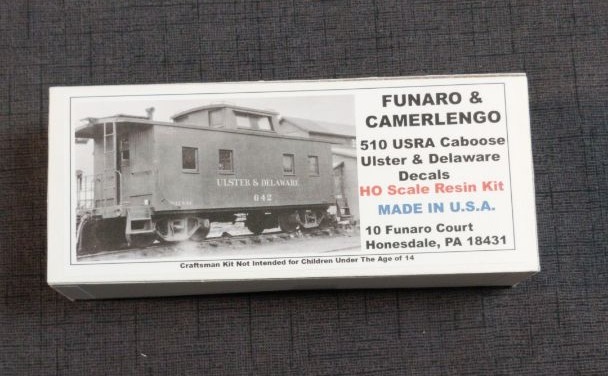 FUNARO &
CAMERLENGO
510 USRA Caboose
Ulster & Delaware
Decals
HO Scale Resin Kit
MADE IN U.S.A.
10 Funaro Court
Honesdale, PA 18431
ULSTER & DELAWARE
Craftsman Kit Not Intended for Children Under The Age of 14